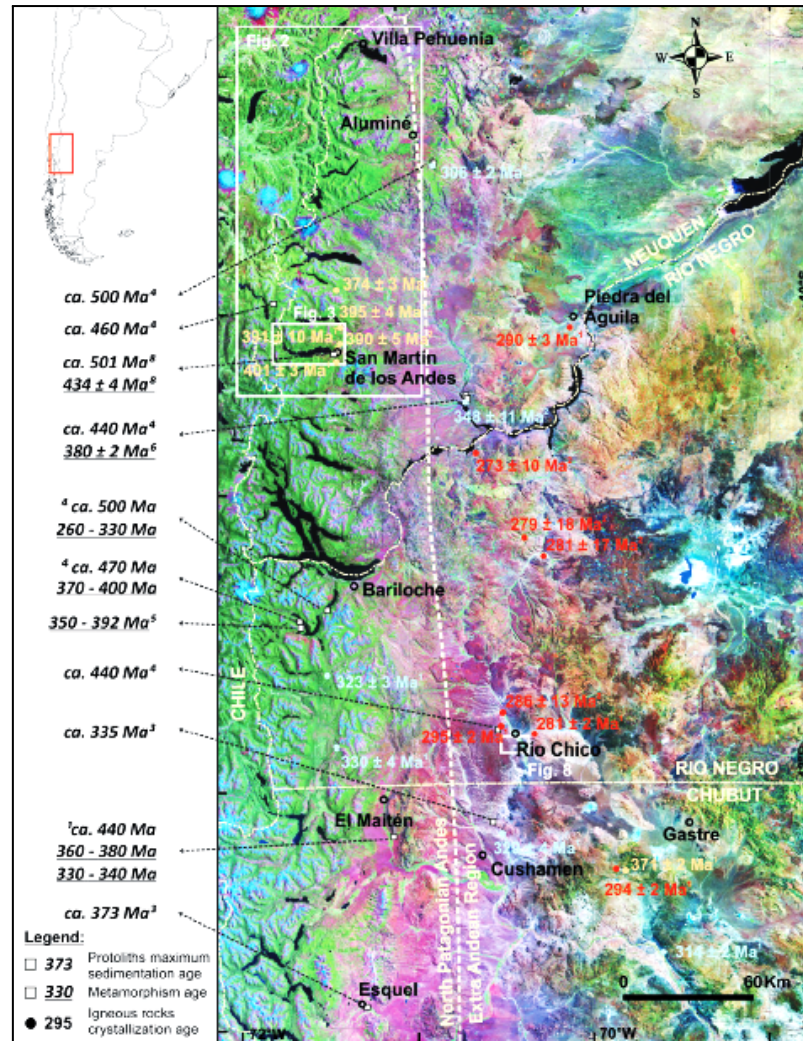 N
W E
S
Fig. 2
Villa Pehuenia
Aluminé
306 ± 2 Ma
NEUQUEN
RIO NEGRO
ca. 500 Ma⁴
ca. 460 Ma⁴
ca. 501 Ma⁸
434 ± 4 Ma⁸
ca. 440 Ma⁴
380 ± 2 Ma⁶
⁴ ca. 500 Ma
260 - 330 Ma
⁴ ca. 470 Ma
370 - 400 Ma
350 - 392 Ma⁵
ca. 440 Ma⁴
ca. 335 Ma³
³ca. 440 Ma
360 - 380 Ma
330 - 340 Ma
ca. 373 Ma³
374 ± 3 Ma
Fig. 3
395 ± 4 Ma
391 ± 10 Ma
390 ± 5 Ma
401 ± 3 Ma
San Martín
de los Andes
Piedra del
Aguila
290 ± 3 Ma
348 ± 11 Ma
273 ± 10 Ma
279 ± 18 Ma
281 ± 17 Ma
Bariloche
CHILE
323 ± 3 Ma
330 ± 4 Ma
286 ± 13 Ma
295 ± 2 Ma
281 ± 2 Ma
Río Chico
Fig. 8
RIO NEGRO
CHUBUT
El Maitén
Gastre
Cushamen
371 ± 2 Ma
294 ± 2 Ma
314 ± 2 Ma
North Patagonian Andes
Extra Andean Region
Esquel
0 60 Km
72°W
70°W
Legend:
373 Protoliths maximum
sedimentation age
330 Metamorphism age
295 Igneous rocks
crystallization age